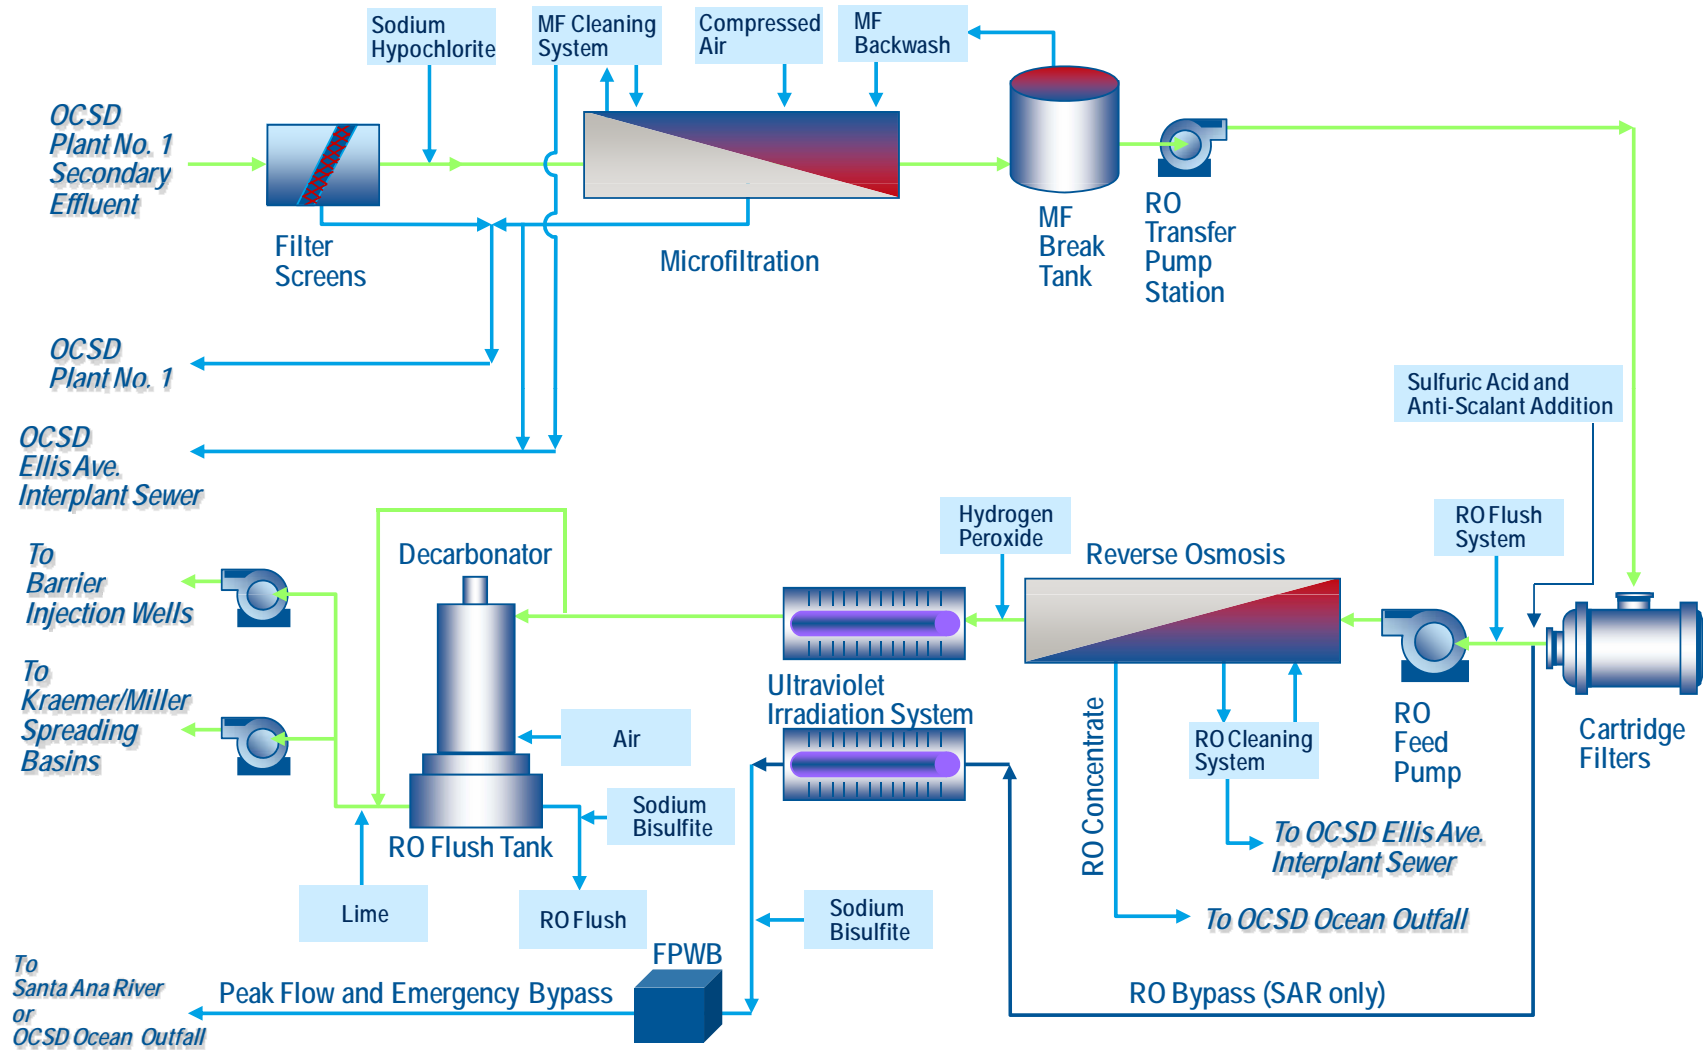 Sodium
Hypochlorite
MF Cleaning
System
Compressed
Air
MF
Backwash
OCSD
Plant No. 1
Secondary
Effluent
Filter
Screens
Microfiltration
MF
Break
Tank
RO
Transfer
Pump
Station
OCSD
Plant No. 1
Sulfuric Acid and
Anti-Scalant Addition
OCSD
Ellis Ave.
Interplant Sewer
Hydrogen
Peroxide
RO Flush
System
To
Barrier
Injection Wells
Decarbonator
Reverse Osmosis
To
Kraemer/Miller
Spreading
Basins
Air
Ultraviolet
Irradiation System
RO Concentrate
RO Cleaning
System
RO
Feed
Pump
Cartridge
Filters
Sodium
Bisulfite
RO Flush Tank
To OCSD Ellis Ave.
Interplant Sewer
Lime
RO Flush
Sodium
Bisulfite
To OCSD Ocean Outfall
FPWB
To
Santa Ana River
or
OCSD Ocean Outfall
Peak Flow and Emergency Bypass
RO Bypass (SAR only)